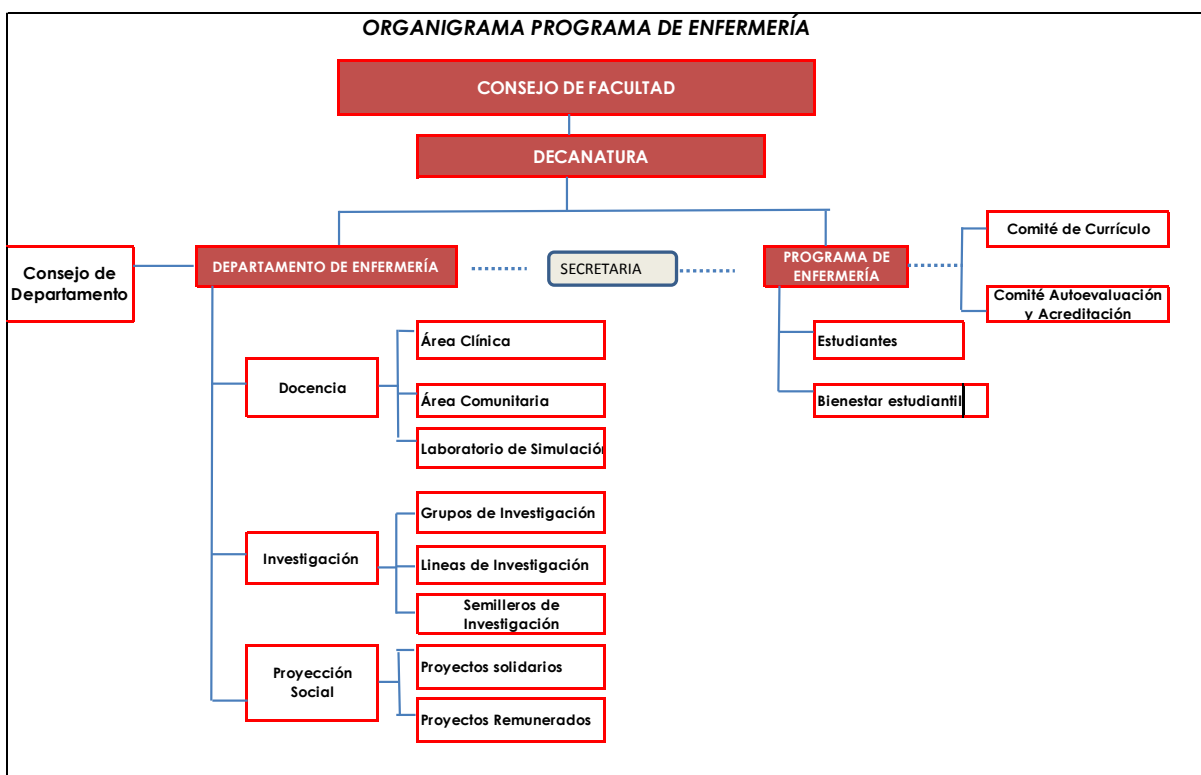 ORGANIGRAMA PROGRAMA DE ENFERMERÍA
CONSEJO DE FACULTAD
DECANATURA
Consejo de
Departamento
DEPARTAMENTO DE ENFERMERÍA
SECRETARIA
PROGRAMA DE
ENFERMERÍA
Comité de Currículo
Comité Autoevaluación
y Acreditación
Estudiantes
Bienestar estudiantil
Docencia
Área Clínica
Área Comunitaria
Laboratorio de Simulación
Investigación
Grupos de Investigación
Lineas de Investigación
Semilleros de
Investigación
Proyección
Social
Proyectos solidarios
Proyectos Remunerados